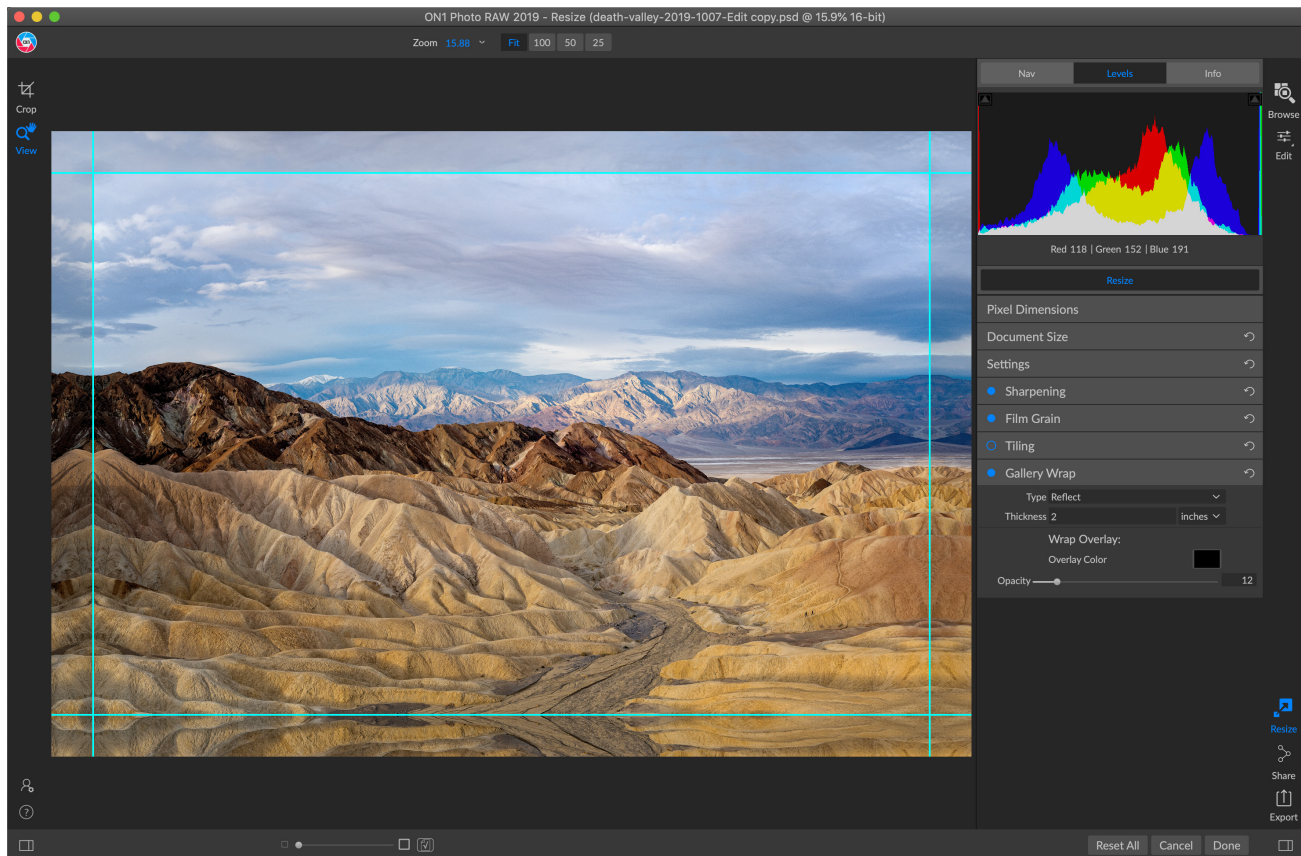 ON1 Photo RAW 2019 - Resize (death-valley-2019-1007-Edit copy.psd @ 15.9% 16-bit)
Zoom 15.88 Fit 100 50 25
Crop
View
Nav Levels Info
Red 118 | Green 152 | Blue 191
Resize
Pixel Dimensions
Document Size
Settings
Sharpening
Film Grain
Tiling
Gallery Wrap
Type Reflect
Thickness 2 inches
Wrap Overlay:
Overlay Color
Opacity 12
Browse
Edit
Resize
Share
Export
Reset All Cancel Done